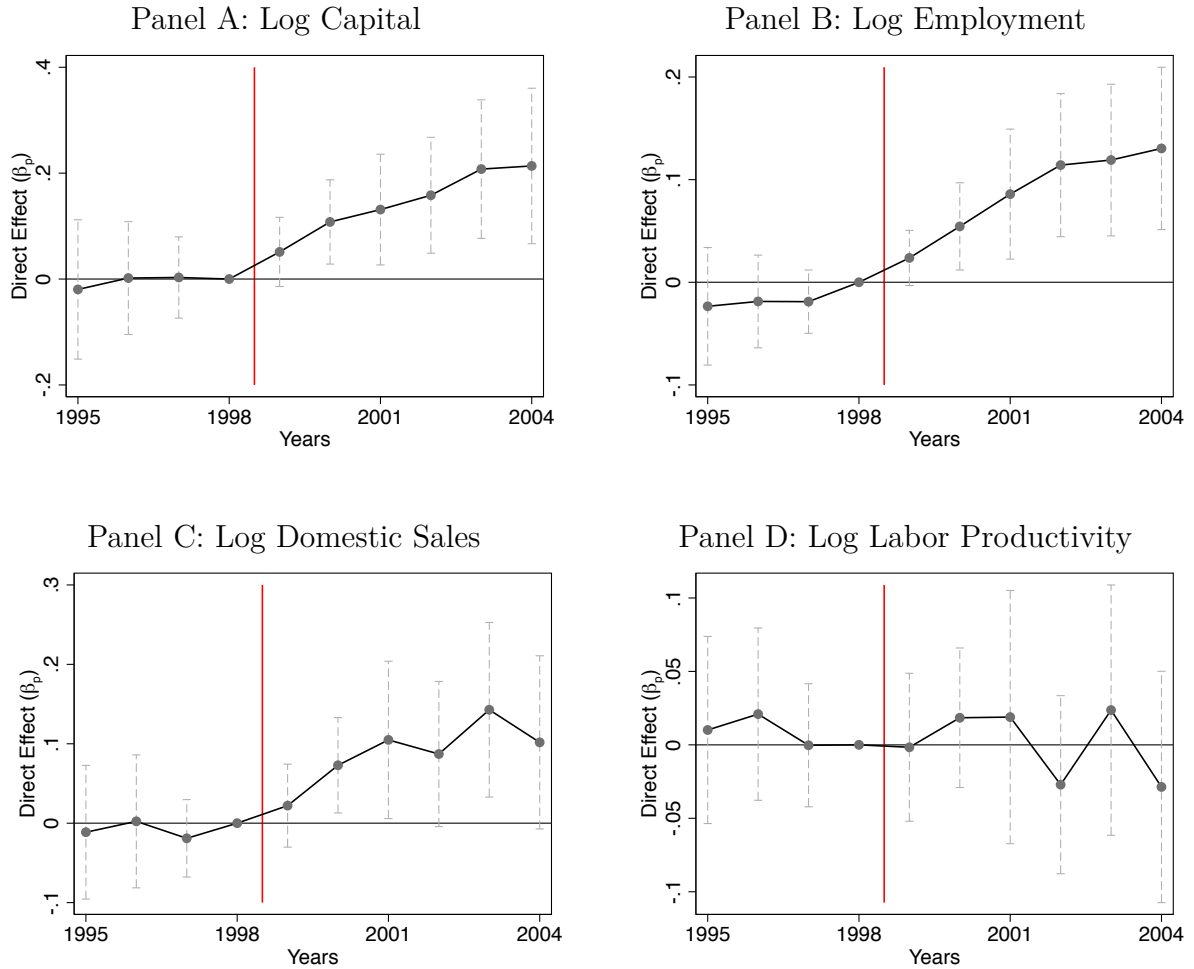 Panel A: Log Capital
Direct Effect (βp)
.4
.2
0
-.2
1995 1998 2001 2004
Years
Panel B: Log Employment
Direct Effect (βp)
.2
.1
0
-.1
1995 1998 2001 2004
Years
Panel C: Log Domestic Sales
Direct Effect (βp)
.3
.2
.1
0
-.1
1995 1998 2001 2004
Years
Panel D: Log Labor Productivity
Direct Effect (βp)
.1
.05
0
-.05
-.1
1995 1998 2001 2004
Years